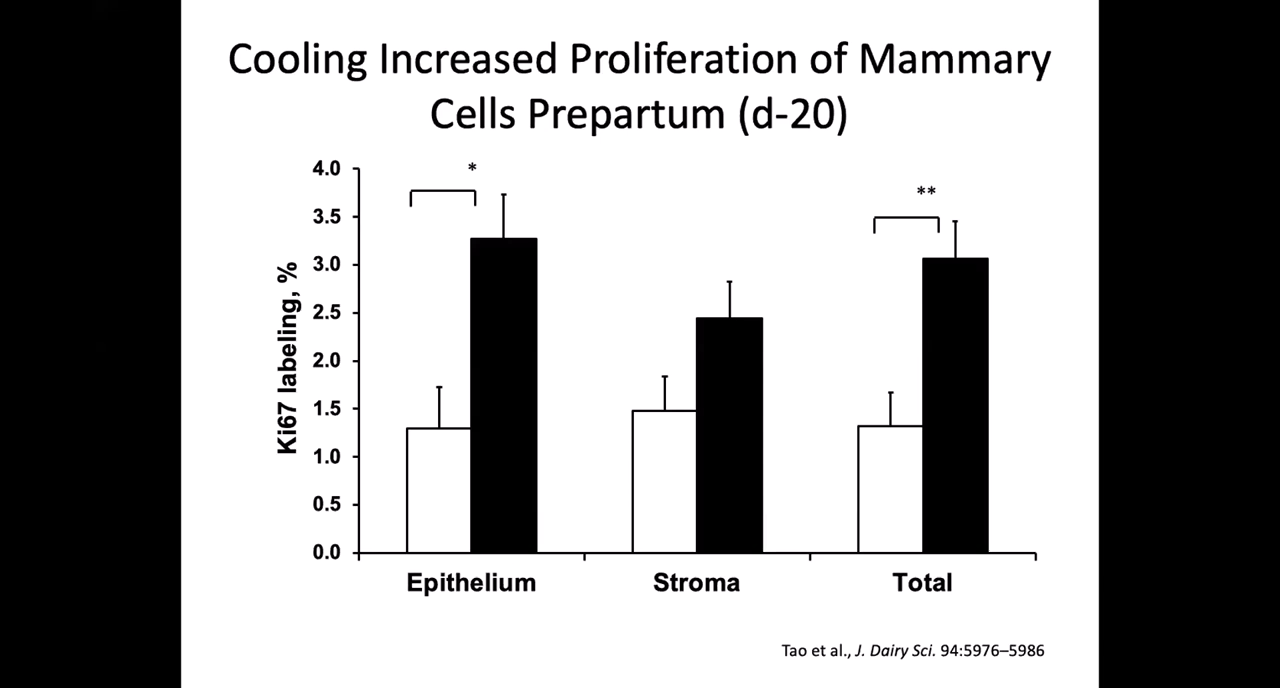 Cooling Increased Proliferation of Mammary
Cells Prepartum (d-20)
Ki67 labeling, %
4.0
3.5
3.0
2.5
2.0
1.5
1.0
0.5
0.0
*
**
Epithelium
Stroma
Total
Tao et al., J. Dairy Sci. 94:5976–5986